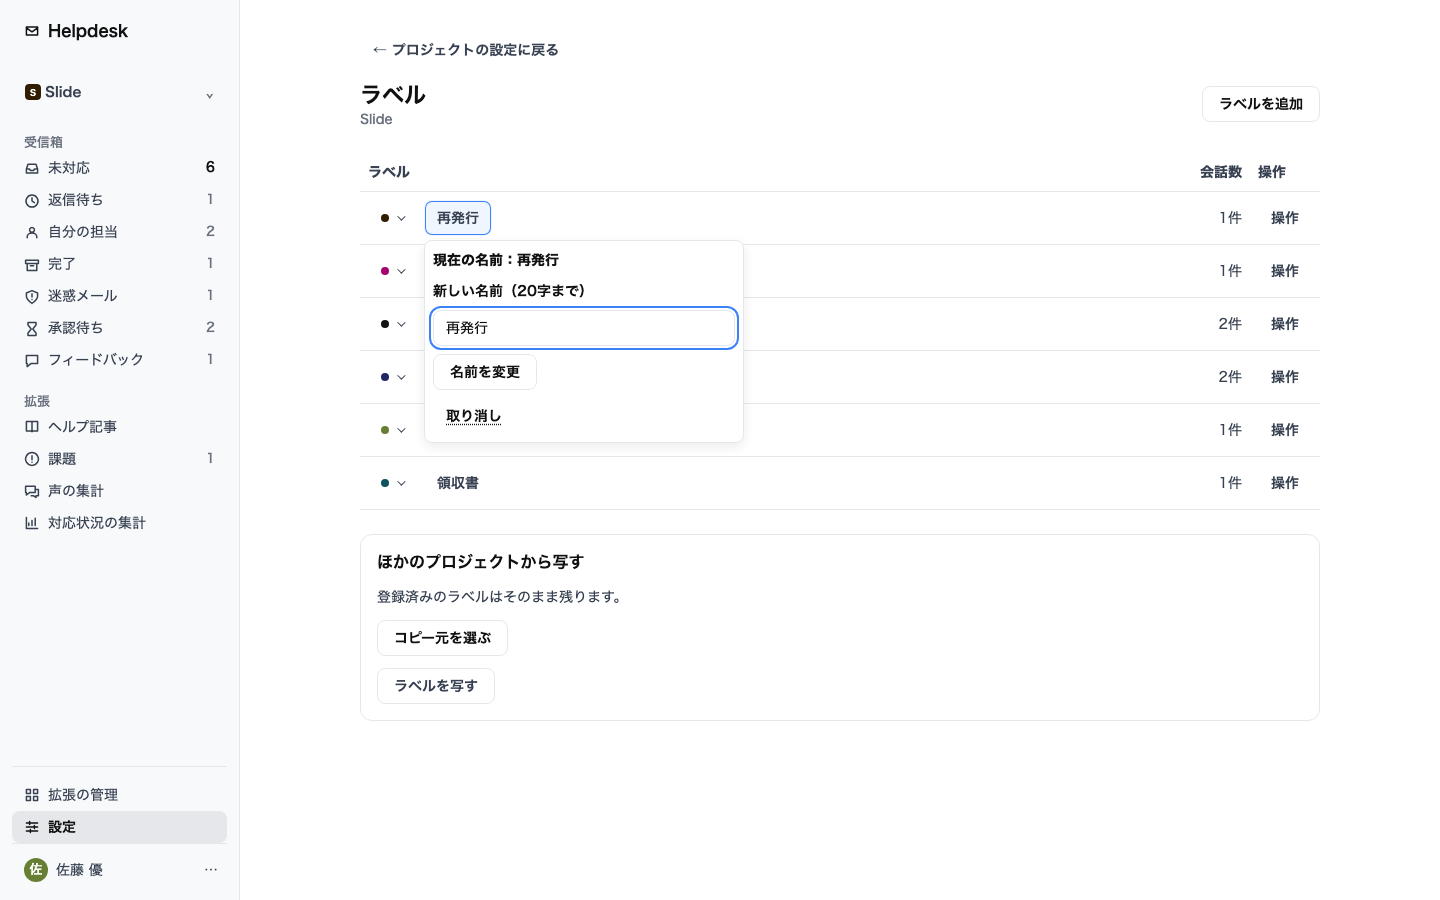 Helpdesk
S Slide
受信箱
未対応 6
返信待ち 1
自分の担当 2
完了 1
迷惑メール 1
承認待ち 2
フィードバック 1
拡張
ヘルプ記事
課題 1
声の集計
対応状況の集計
拡張の管理
設定
佐 佐藤 優 …
← プロジェクトの設定に戻る
ラベル
Slide
ラベルを追加
ラベル 会話数 操作
再発行 1件 操作
現在の名前：再発行
新しい名前（20字まで）
再発行
名前を変更
取り消し
1件 操作
2件 操作
2件 操作
1件 操作
領収書 1件 操作
ほかのプロジェクトから写す
登録済みのラベルはそのまま残ります。
コピー元を選ぶ
ラベルを写す